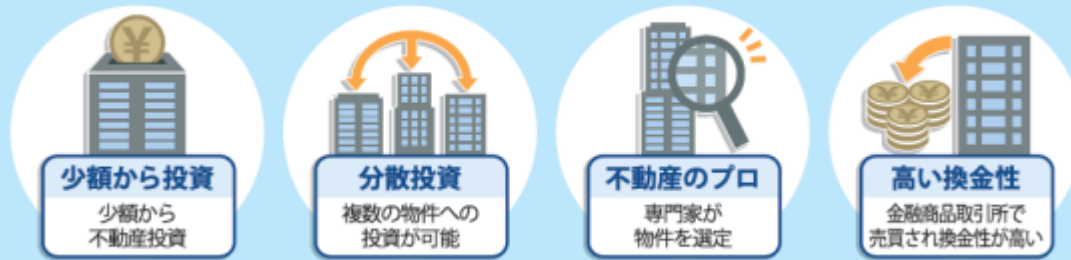 少額から投資
少額から
不動産投資
分散投資
複数の物件への
投資が可能
不動産のプロ
専門家が
物件を選定
高い換金性
金融商品取引所で
売買され換金性が高い